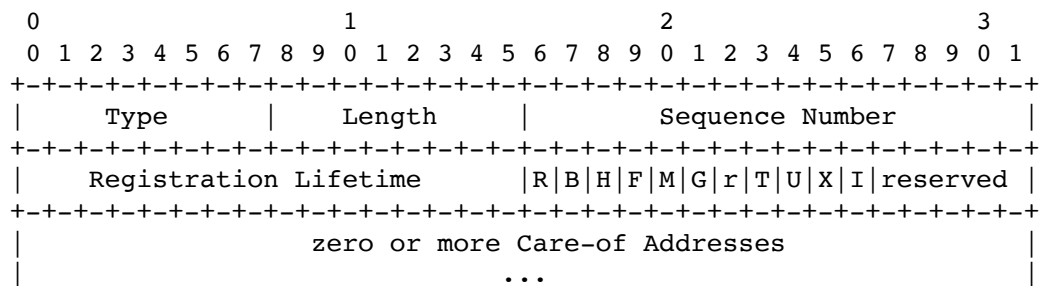 0                   1                   2                   3
 0 1 2 3 4 5 6 7 8 9 0 1 2 3 4 5 6 7 8 9 0 1 2 3 4 5 6 7 8 9 0 1
+-+-+-+-+-+-+-+-+-+-+-+-+-+-+-+-+-+-+-+-+-+-+-+-+-+-+-+-+-+-+-+-+
|     Type      |    Length     |        Sequence Number        |
+-+-+-+-+-+-+-+-+-+-+-+-+-+-+-+-+-+-+-+-+-+-+-+-+-+-+-+-+-+-+-+-+
|    Registration Lifetime      |R|B|H|F|M|G|r|T|U|X|I|reserved |
+-+-+-+-+-+-+-+-+-+-+-+-+-+-+-+-+-+-+-+-+-+-+-+-+-+-+-+-+-+-+-+-+
|                  zero or more Care-of Addresses               |
|                              ...                              |